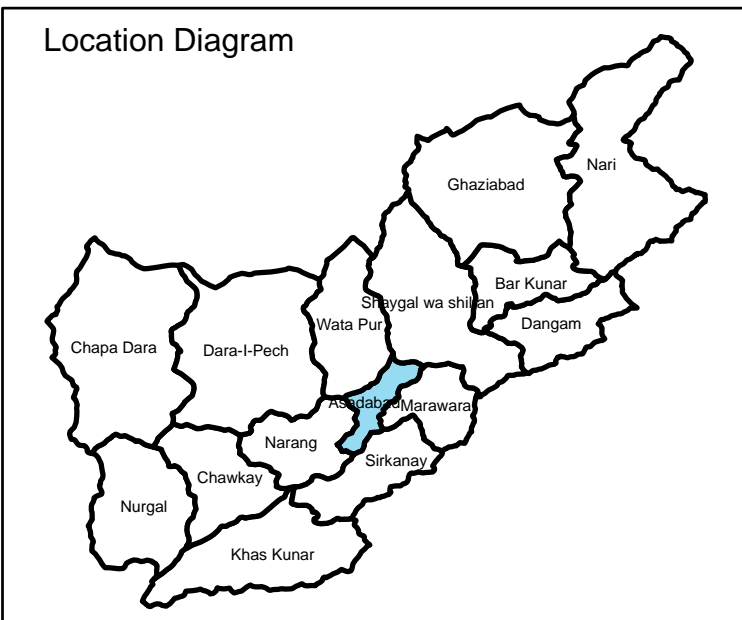 Location Diagram
Nari
Ghaziabad
Bar Kunar
Shaygal wa shiltan
Wata Pur
Dangam
Chapa Dara
Dara-I-Pech
Asadabad
Marawara
Narang
Sirkanay
Chawkay
Nurgal
Khas Kunar